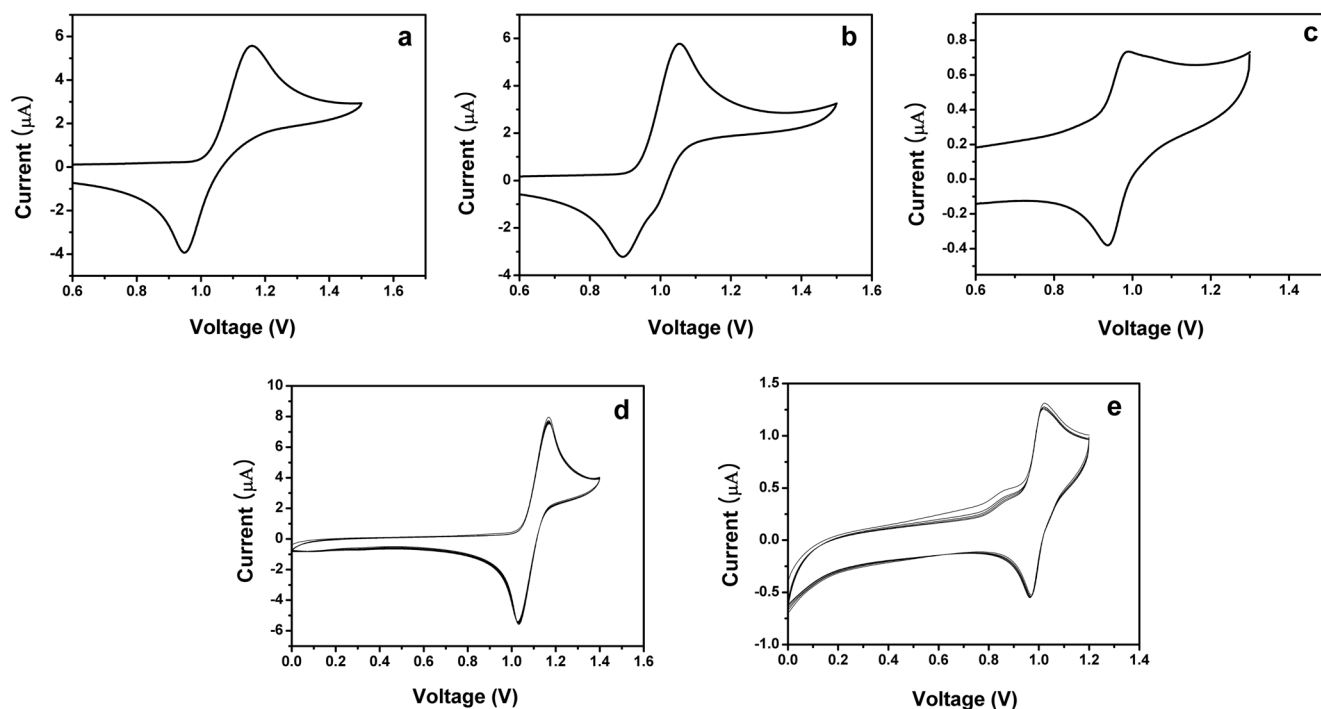 a
6
4
2
0
-2
-4
Current (μA)
0.6 0.8 1.0 1.2 1.4 1.6
Voltage (V)
b
6
4
2
0
-2
-4
Current (μA)
0.6 0.8 1.0 1.2 1.4 1.6
Voltage (V)
c
0.8
0.6
0.4
0.2
0.0
-0.2
-0.4
Current (μA)
0.6 0.8 1.0 1.2 1.4
Voltage (V)
d
10
8
6
4
2
0
-2
-4
-6
Current (μA)
0.0 0.2 0.4 0.6 0.8 1.0 1.2 1.4 1.6
Voltage (V)
e
1.5
1.0
0.5
0.0
-0.5
-1.0
Current (μA)
0.0 0.2 0.4 0.6 0.8 1.0 1.2 1.4
Voltage (V)